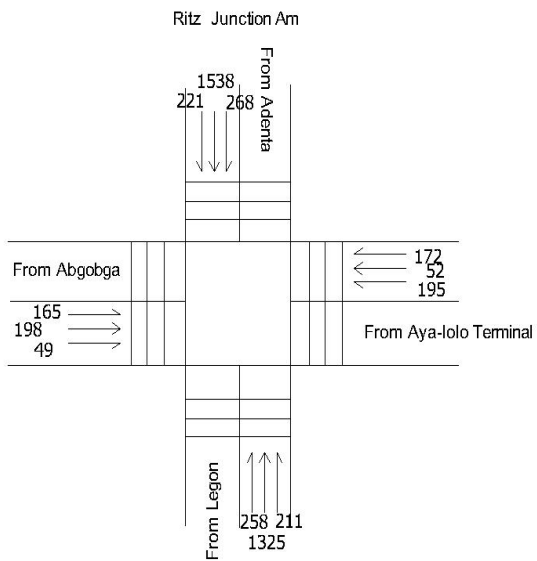 Ritz Junction Am
1538
221
268
From Adenta
From Abgobga
172
52
195
165
198
49
From Aya-lolo Terminal
From Legon
258
211
1325